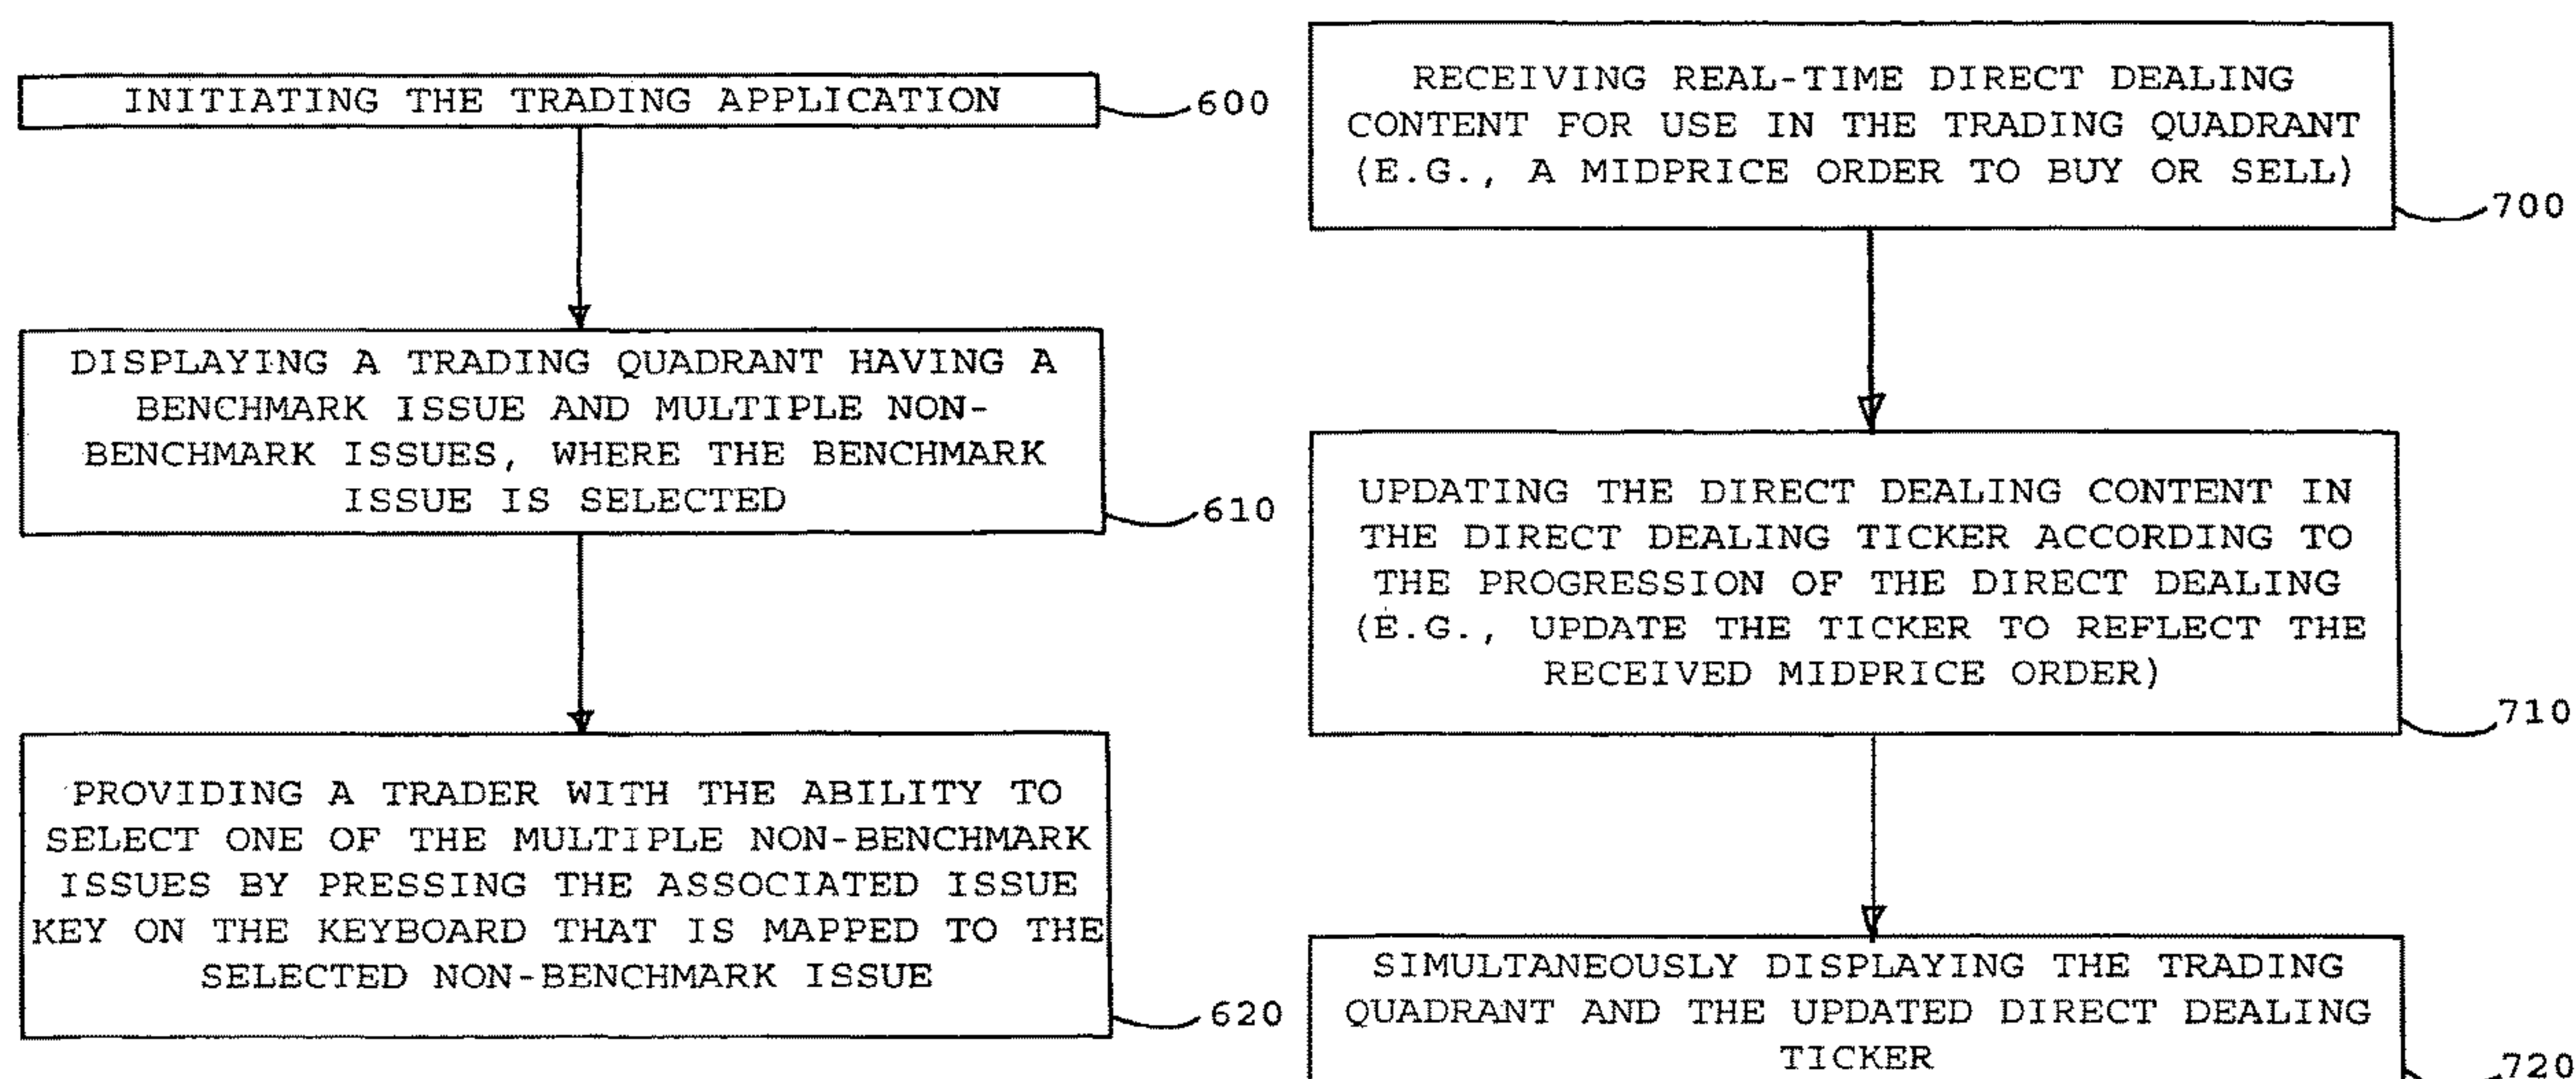 INITIATING THE TRADING APPLICATION
600
DISPLAYING A TRADING QUADRANT HAVING A
BENCHMARK ISSUE AND MULTIPLE NON-
BENCHMARK ISSUES, WHERE THE BENCHMARK
ISSUE IS SELECTED
610
PROVIDING A TRADER WITH THE ABILITY TO
SELECT ONE OF THE MULTIPLE NON-BENCHMARK
ISSUES BY PRESSING THE ASSOCIATED ISSUE
KEY ON THE KEYBOARD THAT IS MAPPED TO THE
SELECTED NON-BENCHMARK ISSUE
620
RECEIVING REAL-TIME DIRECT DEALING
CONTENT FOR USE IN THE TRADING QUADRANT
(E.G., A MIDPRICE ORDER TO BUY OR SELL)
700
UPDATING THE DIRECT DEALING CONTENT IN
THE DIRECT DEALING TICKER ACCORDING TO
THE PROGRESSION OF THE DIRECT DEALING
(E.G., UPDATE THE TICKER TO REFLECT THE
RECEIVED MIDPRICE ORDER)
710
SIMULTANEOUSLY DISPLAYING THE TRADING
QUADRANT AND THE UPDATED DIRECT DEALING
TICKER
720